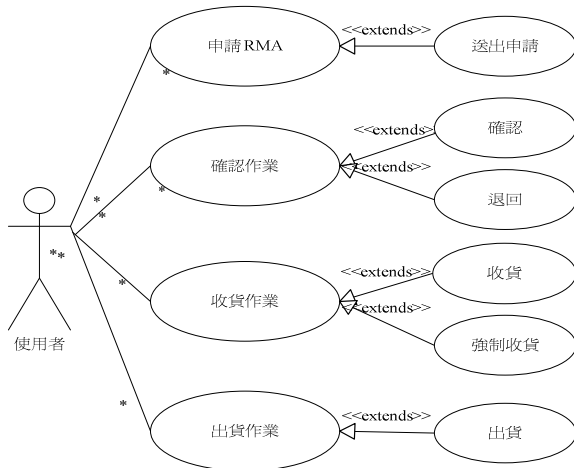 申請RMA
<<extends>>
送出申請
*
確認作業
<<extends>>
確認
<<extends>>
退回
*
*
*
**
使用者
收貨作業
*
<<extends>>
收貨
<<extends>>
強制收貨
*
出貨作業
<<extends>>
出貨